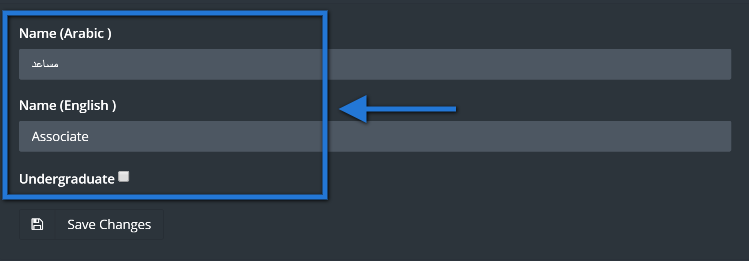 Name (Arabic )
مساعد
Name (English )
Associate
Undergraduate
Save Changes